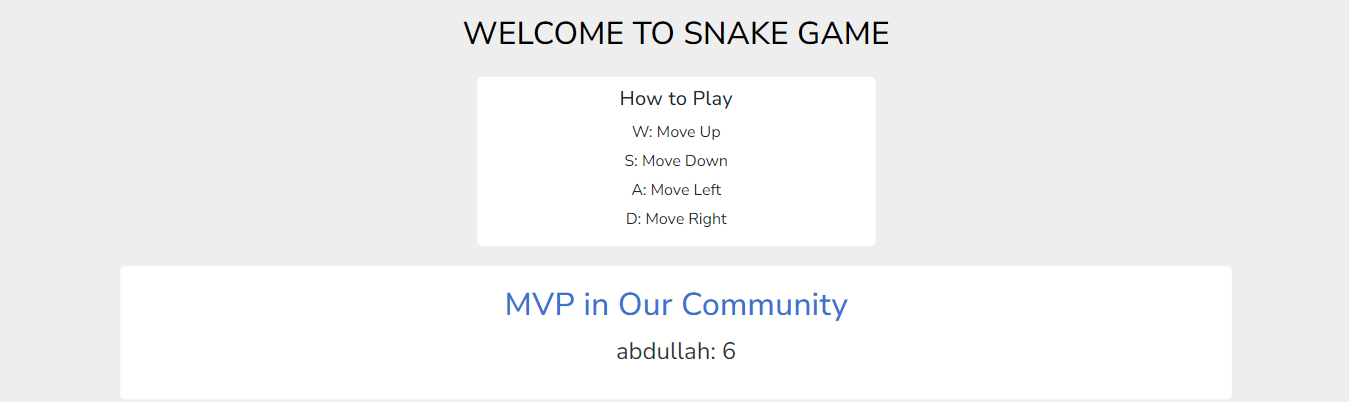 WELCOME TO SNAKE GAME
How to Play
W: Move Up
S: Move Down
A: Move Left
D: Move Right
MVP in Our Community
abdullah: 6